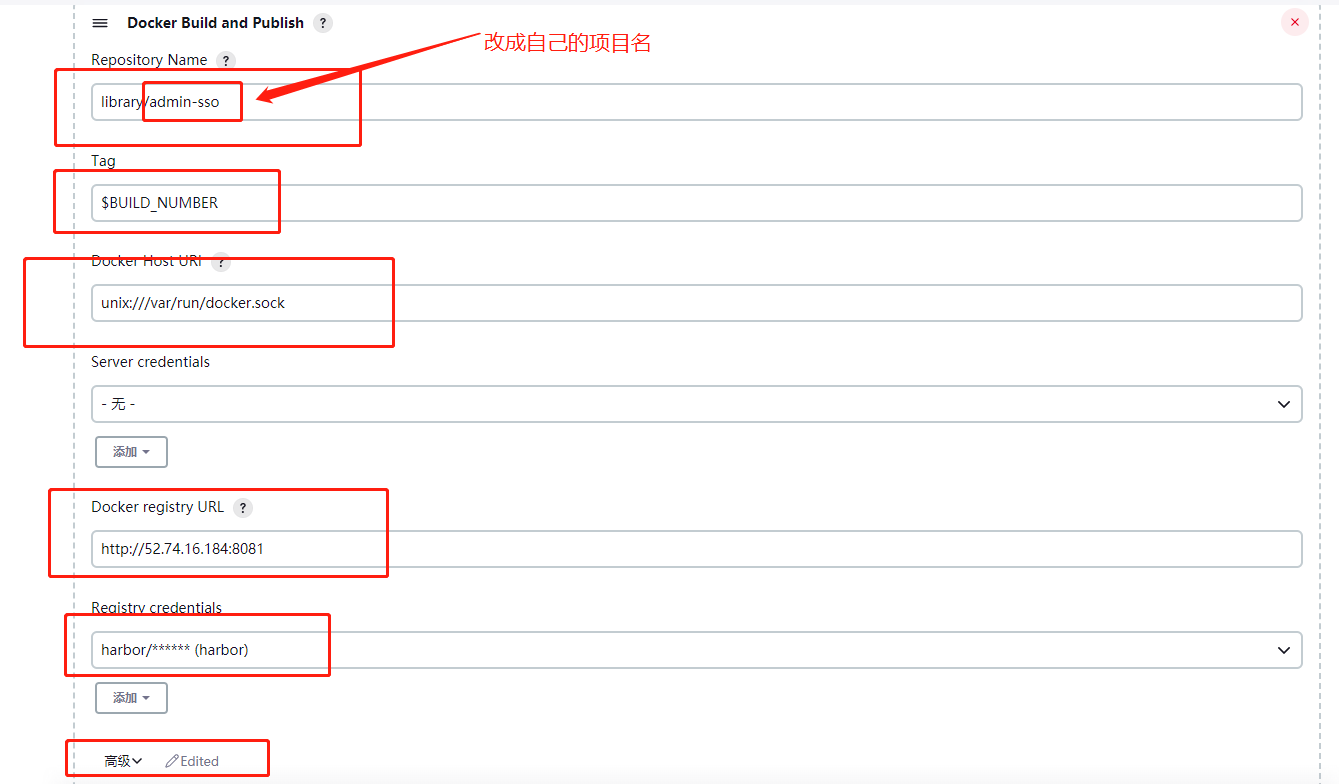 Docker Build and Publish ?
改成自己的项目名
Repository Name ?
library/admin-sso
Tag
$BUILD_NUMBER
Docker Host URI ?
unix:///var/run/docker.sock
Server credentials
- 无 -
添加
Docker registry URL ?
http://52.74.16.184:8081
Registry credentials
harbor/****** (harbor)
添加
高级 Edited